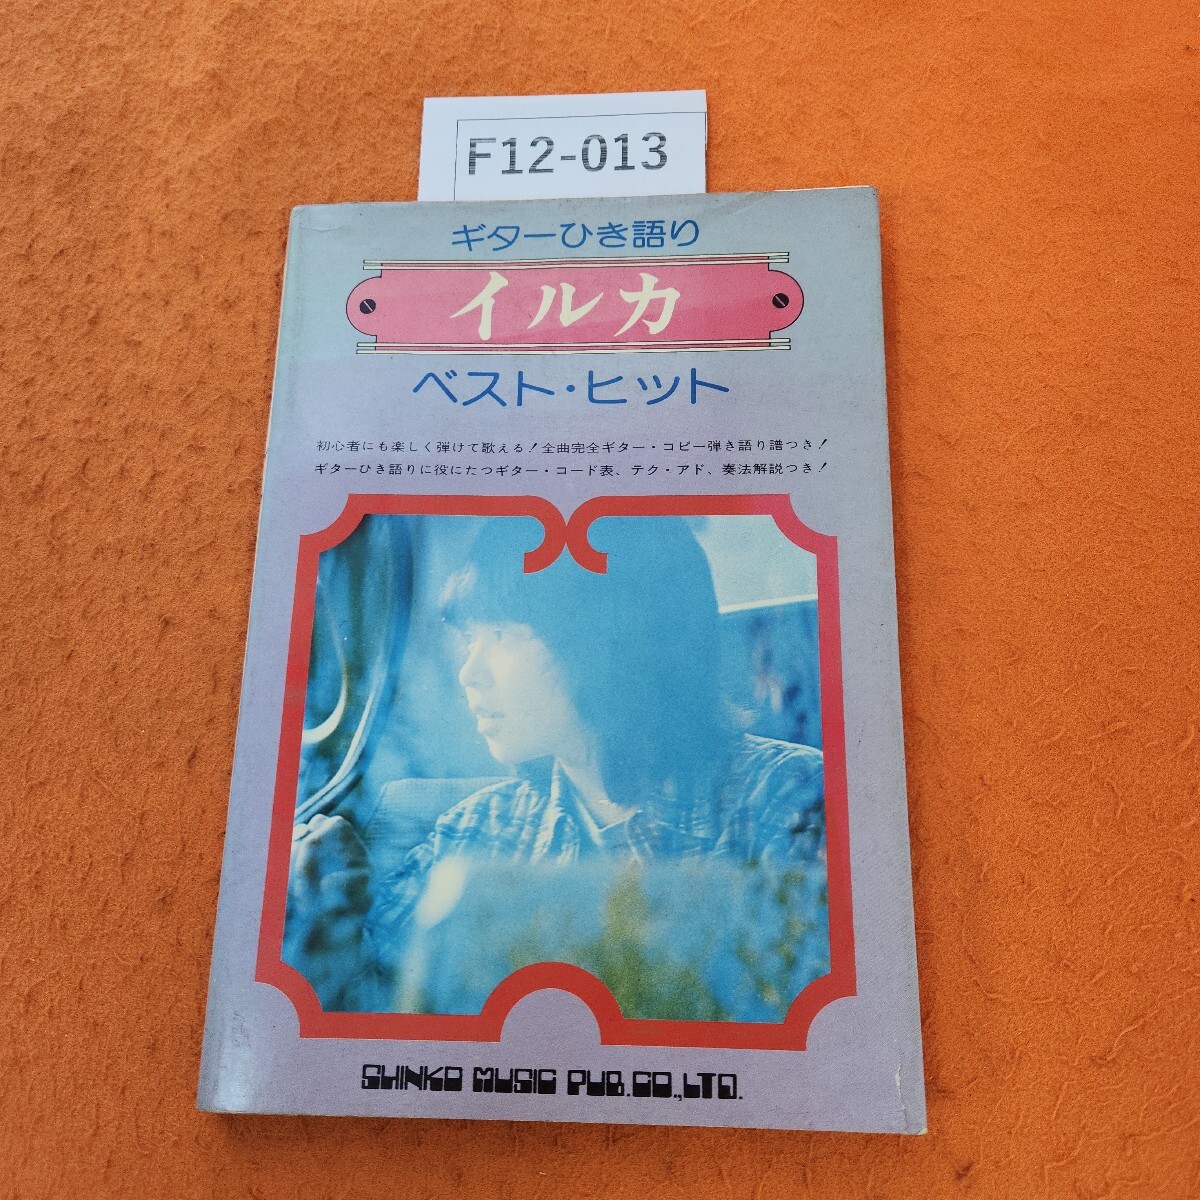 F12-013
ギターひき語り
イルカ
ベスト・ヒット
初心者にも楽しく弾けて歌える！全曲完全ギター・コピー弾き語り譜つき！
ギターひき語りに役にたつギター・コード表、テク・アド、奏法解説つき！
SHINKO MUSIC PUB.CO.,LTD.